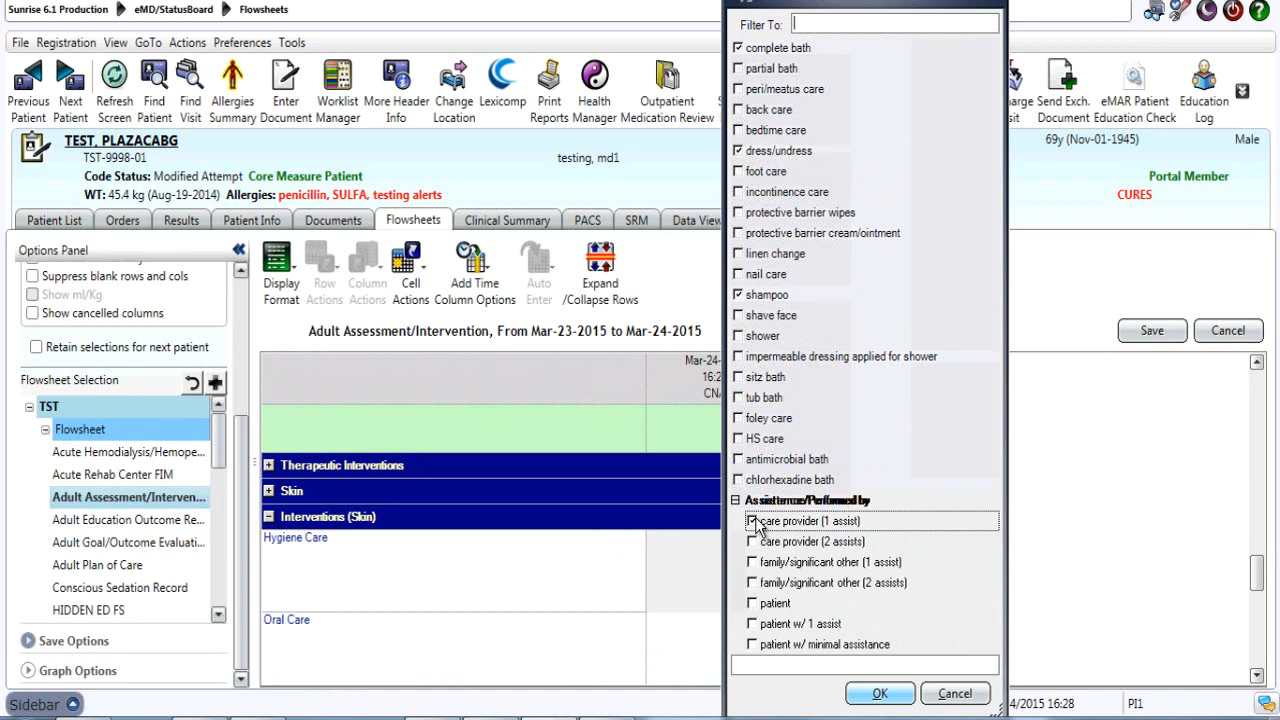 Sunrise 6.1 Production eMD/StatusBoard Flowsheets
File Registration View GoTo Actions Preferences Tools
Previous Patient
Next Patient
Refresh Screen
Find Patient
Find Visit
Allergies Summary
Enter Document
Worklist Manager
More Header Info
Change Location
Lexicomp
Print Reports
Health Manager
Outpatient Medication Review
Send Exch. Document
eMAR Patient Education Check
Education Log
TEST, PLAZACABG
69y (Nov-01-1945) Male
TST-9998-01 testing, md1
Code Status: Modified Attempt Core Measure Patient Portal Member
WT: 45.4 kg (Aug-19-2014) Allergies: penicillin, SULFA, testing alerts CURES
Patient List Orders Results Patient Info Documents Flowsheets Clinical Summary PACS SRM Data View
Options Panel
Suppress blank rows and cols
Show ml/Kg
Show cancelled columns
Retain selections for next patient
Flowsheet Selection
TST
Flowsheet
Acute Hemodialysis/Hemope...
Acute Rehab Center FIM
Adult Assessment/Interven...
Adult Education Outcome Re...
Adult Goal/Outcome Evaluati...
Adult Plan of Care
Conscious Sedation Record
HIDDEN ED FS
Save Options
Graph Options
Sidebar
Display Format
Row Actions
Column Actions
Cell Actions
Add Time Column Options
Auto Enter
Expand /Collapse Rows
Adult Assessment/Intervention, From Mar-23-2015 to Mar-24-2015
Save Cancel
Mar-24-
16:2
Therapeutic Interventions
Skin
Interventions (Skin)
Hygiene Care
Oral Care
Filter To:
complete bath
partial bath
peri/meatus care
back care
bedtime care
dress/undress
foot care
incontinence care
protective barrier wipes
protective barrier cream/ointment
linen change
nail care
shampoo
shave face
shower
impermeable dressing applied for shower
sitz bath
tub bath
foley care
HS care
antimicrobial bath
chlorhexadine bath
Assistance/Performed by
care provider (1 assist)
care provider (2 assists)
family/significant other (1 assist)
family/significant other (2 assists)
patient
patient w/ 1 assist
patient w/ minimal assistance
OK Cancel
4/2015 16:28 PI1